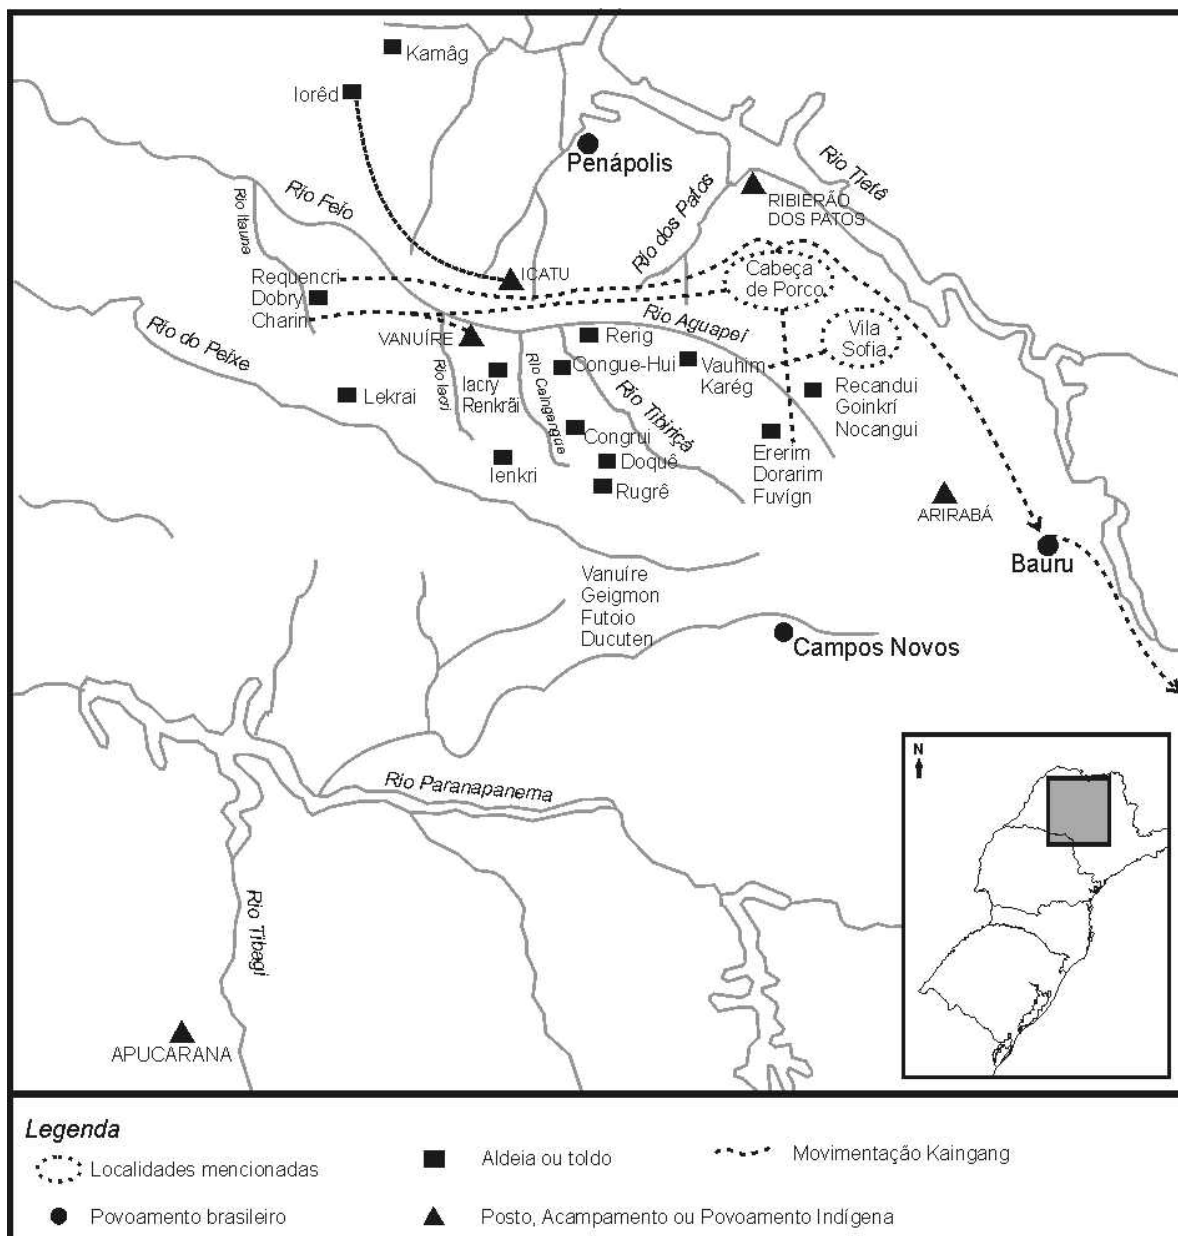 Kamâg
Iorêd
Penápolis
Rio Tietê
RIBIERÃO
DOS PATOS
Rio dos Patos
Rio Feio
Rio Itauna
ICATU
Requencri
Dobry
Charin
Cabeça
de Porco
Vila
Sofia
Rio Aguapeí
Rio do Peixe
VANUÍRE
Rerig
Congue-Hui
Vauhim
Karég
Rio Iacri
Iacry
Renkrãi
Rio Caingangue
Rio Tibiriçá
Lekrai
Recandui
Goinkrí
Nocangui
Congrui
Doquê
Rugrê
Ienkri
Ererim
Dorarim
Fuvígn
ARIRABÁ
Bauru
Vanuíre
Geigmon
Futoio
Ducuten
Campos Novos
Rio Paranapanema
Rio Tibagi
APUCARANA
N
Legenda
Localidades mencionadas
Aldeia ou toldo
Movimentação Kaingang
Povoamento brasileiro
Posto, Acampamento ou Povoamento Indígena